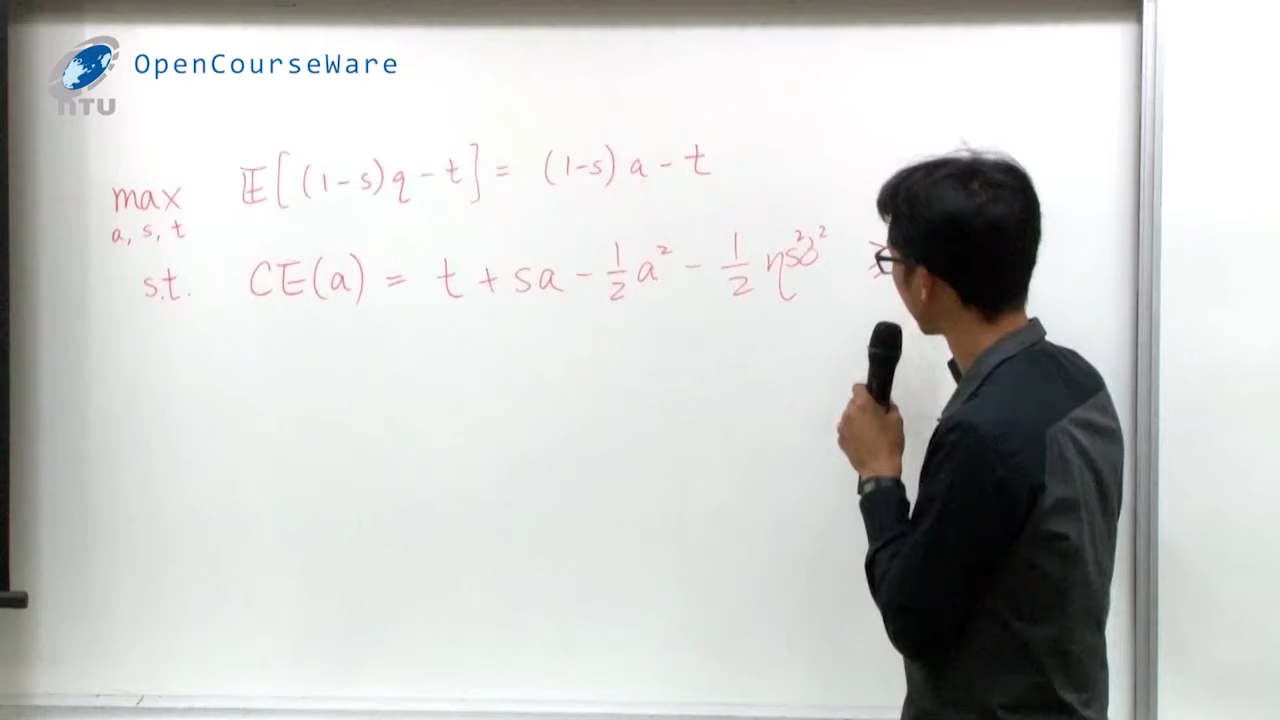 OpenCourseWare
NTU
max E[(1-s)q - t] = (1-s)a - t
a, s, t
s.t. CE(a) = t + sa - ½a² - ½ηs²σ²